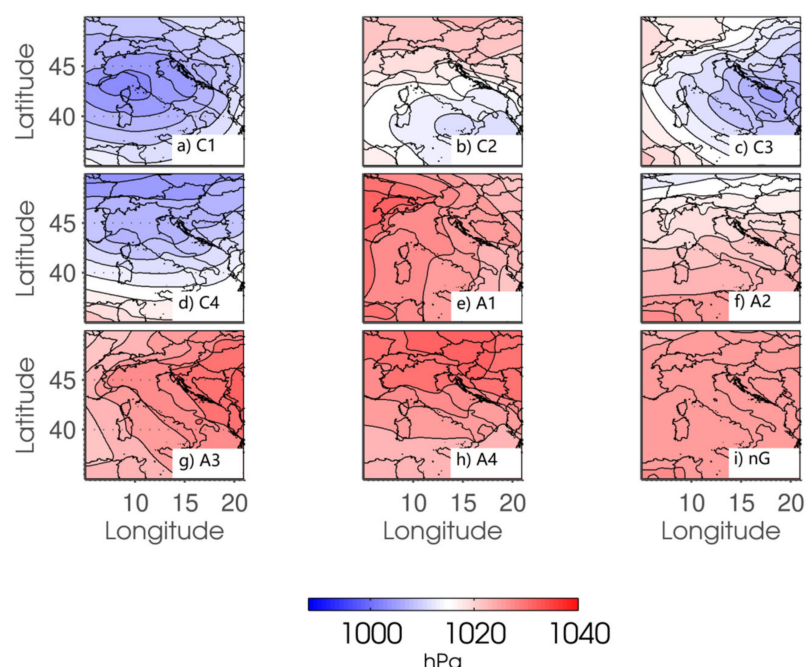 Latitude
45
40
a) C1
b) C2
c) C3
Latitude
45
40
d) C4
e) A1
f) A2
Latitude
45
40
g) A3
h) A4
i) nG
10 15 20
10 15 20
10 15 20
Longitude
Longitude
Longitude
1000 1020 1040
hPa